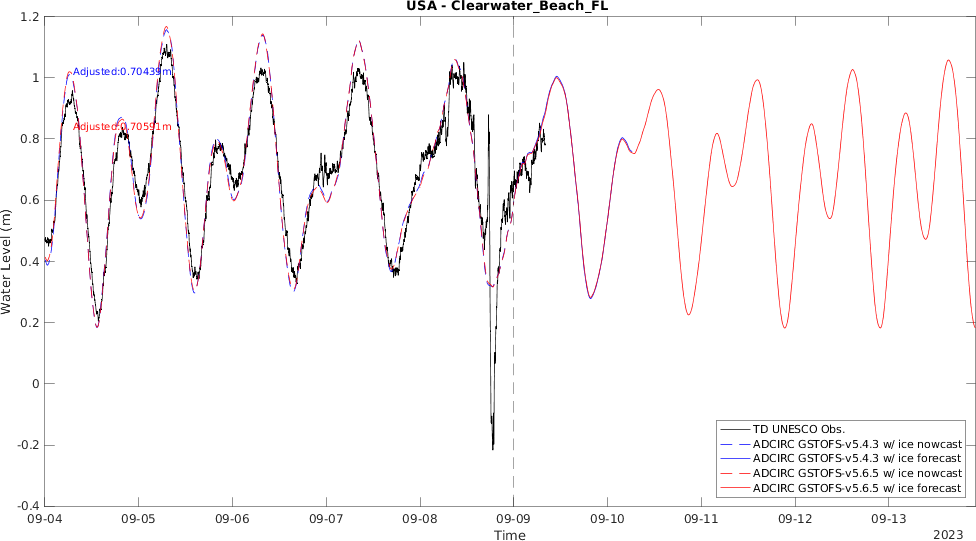 USA - Clearwater_Beach_FL
1.2
1
0.8
0.6
0.4
0.2
0
-0.2
-0.4
Water Level (m)
Adjusted:0.70439m
Adjusted:0.70591m
TD UNESCO Obs.
ADCIRC GSTOFS-v5.4.3 w/ ice nowcast
ADCIRC GSTOFS-v5.4.3 w/ ice forecast
ADCIRC GSTOFS-v5.6.5 w/ ice nowcast
ADCIRC GSTOFS-v5.6.5 w/ ice forecast
09-04 09-05 09-06 09-07 09-08 09-09 09-10 09-11 09-12 09-13
Time
2023